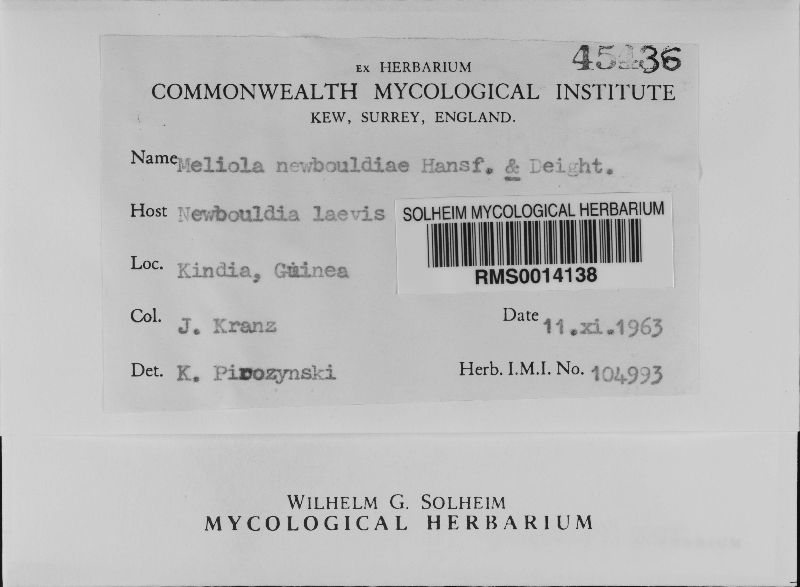 45436
EX HERBARIUM
COMMONWEALTH MYCOLOGICAL INSTITUTE
KEW, SURREY, ENGLAND.
Name Meliola newbouldiae Hansf. & Deight.
Host Newbouldia laevis
SOLHEIM MYCOLOGICAL HERBARIUM
RMS0014138
Loc. Kindia, Guinea
Col. J. Kranz
Date 11.xi.1963
Det. K. Pirozynski
Herb. I.M.I. No. 104993
WILHELM G. SOLHEIM
MYCOLOGICAL HERBARIUM